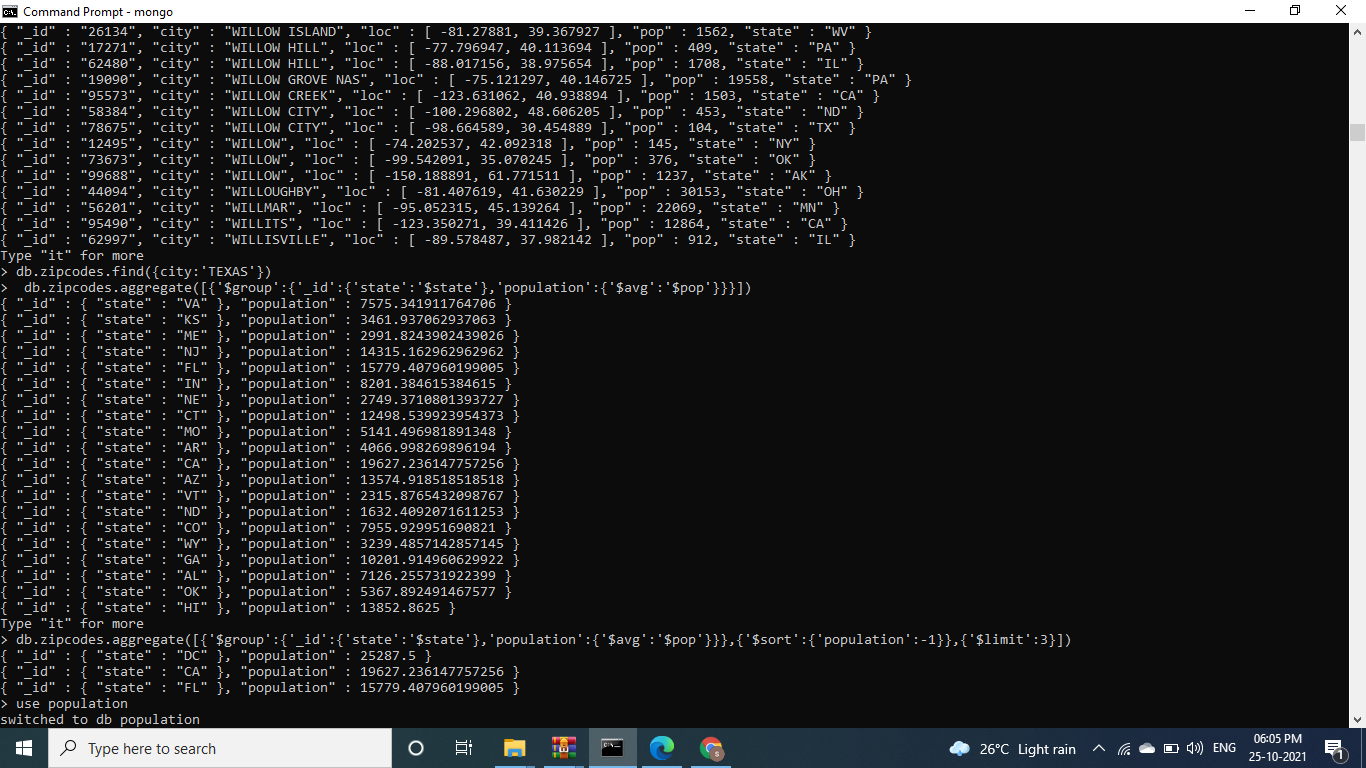 Command Prompt - mongo
{ "_id" : "26134", "city" : "WILLOW ISLAND", "loc" : [ -81.27881, 39.367927 ], "pop" : 1562, "state" : "WV" }
{ "_id" : "17271", "city" : "WILLOW HILL", "loc" : [ -77.796947, 40.113694 ], "pop" : 409, "state" : "PA" }
{ "_id" : "62480", "city" : "WILLOW HILL", "loc" : [ -88.017156, 38.975654 ], "pop" : 1708, "state" : "IL" }
{ "_id" : "19090", "city" : "WILLOW GROVE NAS", "loc" : [ -75.121297, 40.146725 ], "pop" : 19558, "state" : "PA" }
{ "_id" : "95573", "city" : "WILLOW CREEK", "loc" : [ -123.631062, 40.938894 ], "pop" : 1503, "state" : "CA" }
{ "_id" : "58384", "city" : "WILLOW CITY", "loc" : [ -100.296802, 48.606205 ], "pop" : 453, "state" : "ND" }
{ "_id" : "78675", "city" : "WILLOW CITY", "loc" : [ -98.664589, 30.454889 ], "pop" : 104, "state" : "TX" }
{ "_id" : "12495", "city" : "WILLOW", "loc" : [ -74.202537, 42.092318 ], "pop" : 145, "state" : "NY" }
{ "_id" : "73673", "city" : "WILLOW", "loc" : [ -99.542091, 35.070245 ], "pop" : 376, "state" : "OK" }
{ "_id" : "99688", "city" : "WILLOW", "loc" : [ -150.188891, 61.771511 ], "pop" : 1237, "state" : "AK" }
{ "_id" : "44094", "city" : "WILLOUGHBY", "loc" : [ -81.407619, 41.630229 ], "pop" : 30153, "state" : "OH" }
{ "_id" : "56201", "city" : "WILLMAR", "loc" : [ -95.052315, 45.139264 ], "pop" : 22069, "state" : "MN" }
{ "_id" : "95490", "city" : "WILLITS", "loc" : [ -123.350271, 39.411426 ], "pop" : 12864, "state" : "CA" }
{ "_id" : "62997", "city" : "WILLISVILLE", "loc" : [ -89.578487, 37.982142 ], "pop" : 912, "state" : "IL" }
Type "it" for more
> db.zipcodes.find({city:'TEXAS'})
>  db.zipcodes.aggregate([{'$group':{'_id':{'state':'$state'},'population':{'$avg':'$pop'}}}])
{ "_id" : { "state" : "VA" }, "population" : 7575.341911764706 }
{ "_id" : { "state" : "KS" }, "population" : 3461.937062937063 }
{ "_id" : { "state" : "ME" }, "population" : 2991.8243902439026 }
{ "_id" : { "state" : "NJ" }, "population" : 14315.162962962962 }
{ "_id" : { "state" : "FL" }, "population" : 15779.407960199005 }
{ "_id" : { "state" : "IN" }, "population" : 8201.384615384615 }
{ "_id" : { "state" : "NE" }, "population" : 2749.3710801393727 }
{ "_id" : { "state" : "CT" }, "population" : 12498.539923954373 }
{ "_id" : { "state" : "MO" }, "population" : 5141.496981891348 }
{ "_id" : { "state" : "AR" }, "population" : 4066.998269896194 }
{ "_id" : { "state" : "CA" }, "population" : 19627.236147757256 }
{ "_id" : { "state" : "AZ" }, "population" : 13574.918518518518 }
{ "_id" : { "state" : "VT" }, "population" : 2315.8765432098767 }
{ "_id" : { "state" : "ND" }, "population" : 1632.4092071611253 }
{ "_id" : { "state" : "CO" }, "population" : 7955.929951690821 }
{ "_id" : { "state" : "WY" }, "population" : 3239.4857142857145 }
{ "_id" : { "state" : "GA" }, "population" : 10201.914960629922 }
{ "_id" : { "state" : "AL" }, "population" : 7126.255731922399 }
{ "_id" : { "state" : "OK" }, "population" : 5367.892491467577 }
{ "_id" : { "state" : "HI" }, "population" : 13852.8625 }
Type "it" for more
> db.zipcodes.aggregate([{'$group':{'_id':{'state':'$state'},'population':{'$avg':'$pop'}}},{'$sort':{'population':-1}},{'$limit':3}])
{ "_id" : { "state" : "DC" }, "population" : 25287.5 }
{ "_id" : { "state" : "CA" }, "population" : 19627.236147757256 }
{ "_id" : { "state" : "FL" }, "population" : 15779.407960199005 }
> use population
switched to db population
Type here to search
26°C Light rain
ENG
06:05 PM
25-10-2021
1